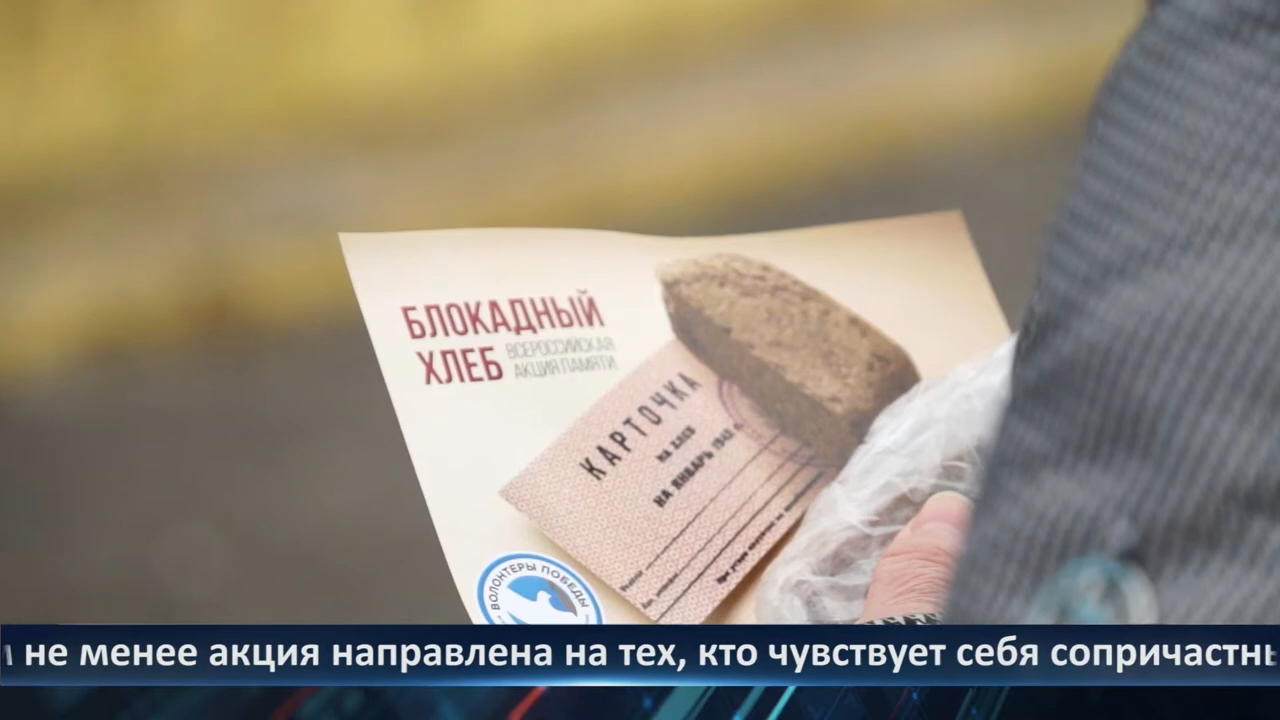 БЛОКАДНЫЙ
ХЛЕБ
ВСЕРОССИЙСКАЯ
АКЦИЯ ПАМЯТИ
КАРТОЧКА
НА ХЛЕБ
НА ЯНВАРЬ 1942 г.
ВОЛОНТЕРЫ ПОБЕДЫ
не менее акция направлена на тех, кто чувствует себя